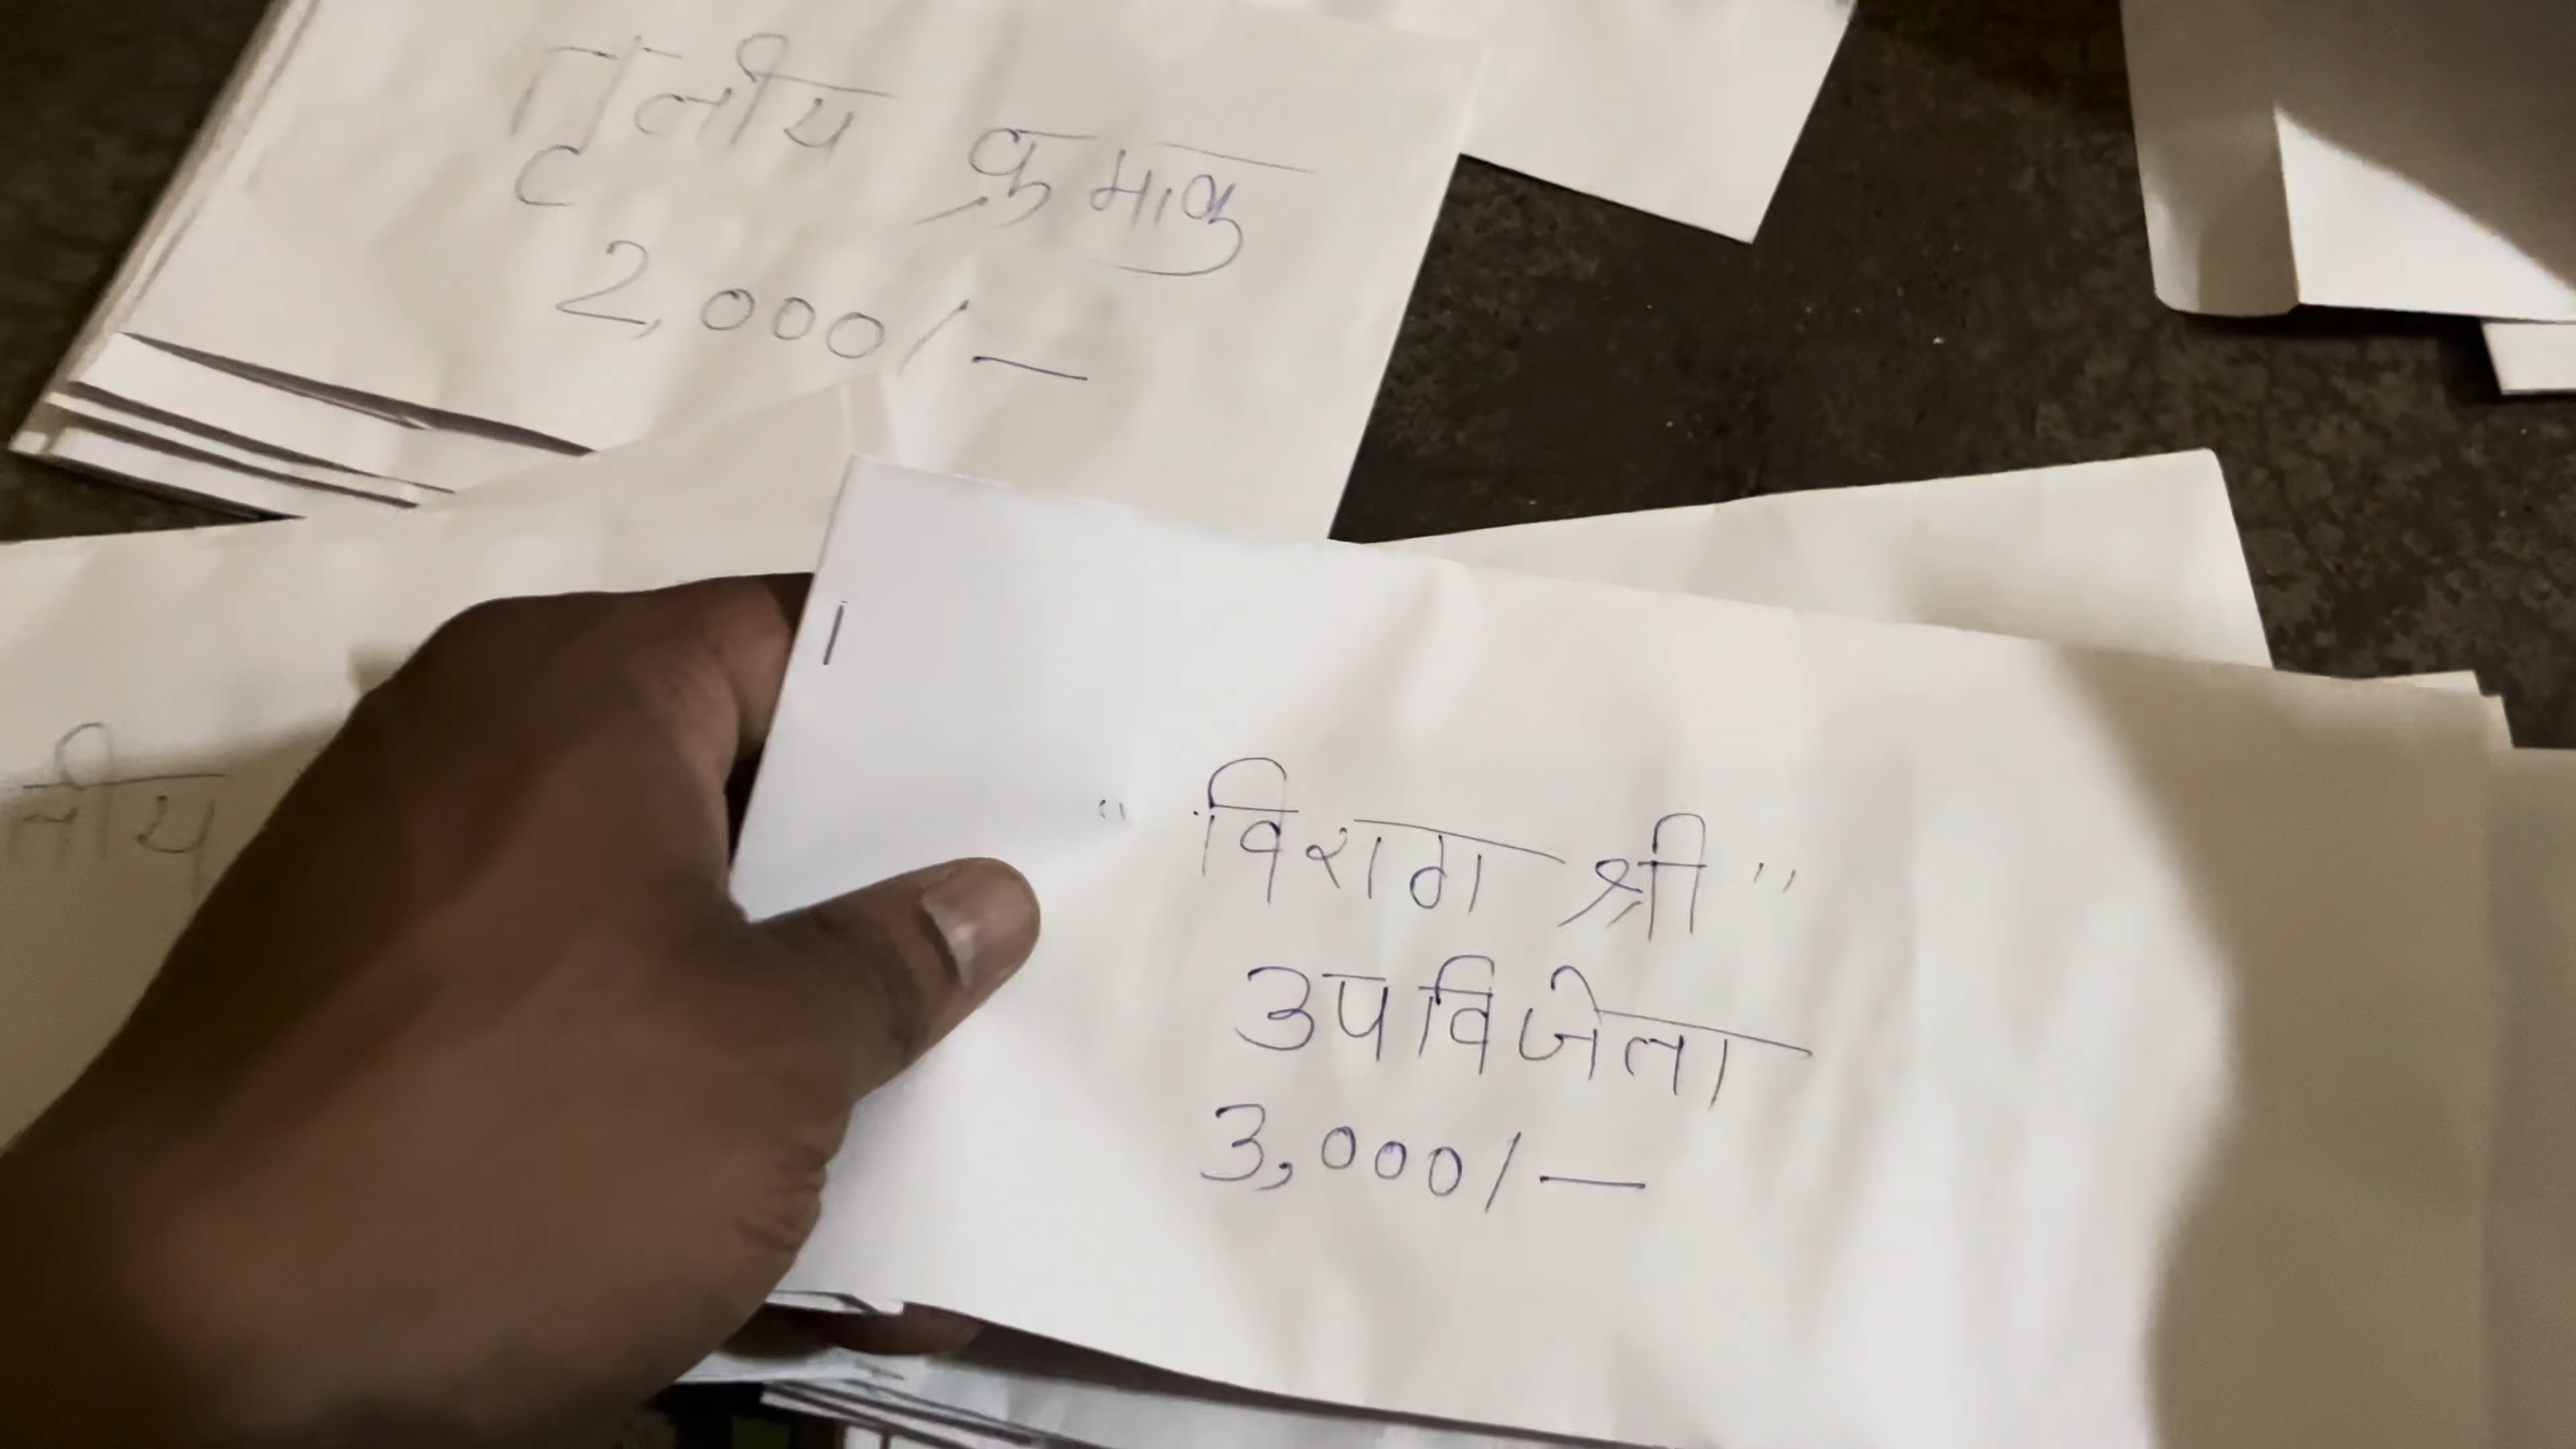 तृतीय क्रमांक
2,000/—
"विराग श्री"
उपविजेता
3,000/—